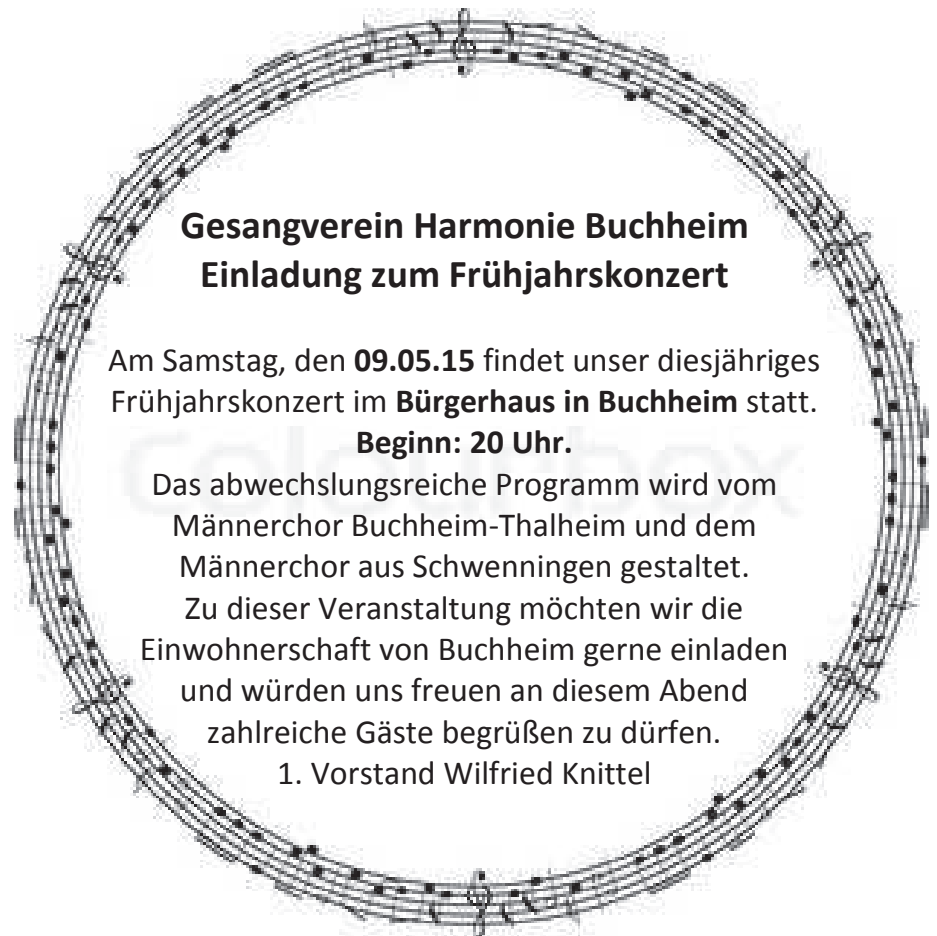 Gesangverein Harmonie Buchheim
Einladung zum Frühjahrskonzert
Am Samstag, den 09.05.15 findet unser diesjähriges
Frühjahrskonzert im Bürgerhaus in Buchheim statt.
Beginn: 20 Uhr.
Das abwechslungsreiche Programm wird vom
Männerchor Buchheim-Thalheim und dem
Männerchor aus Schwenningen gestaltet.
Zu dieser Veranstaltung möchten wir die
Einwohnerschaft von Buchheim gerne einladen
und würden uns freuen an diesem Abend
zahlreiche Gäste begrüßen zu dürfen.
1. Vorstand Wilfried Knittel
colourbox